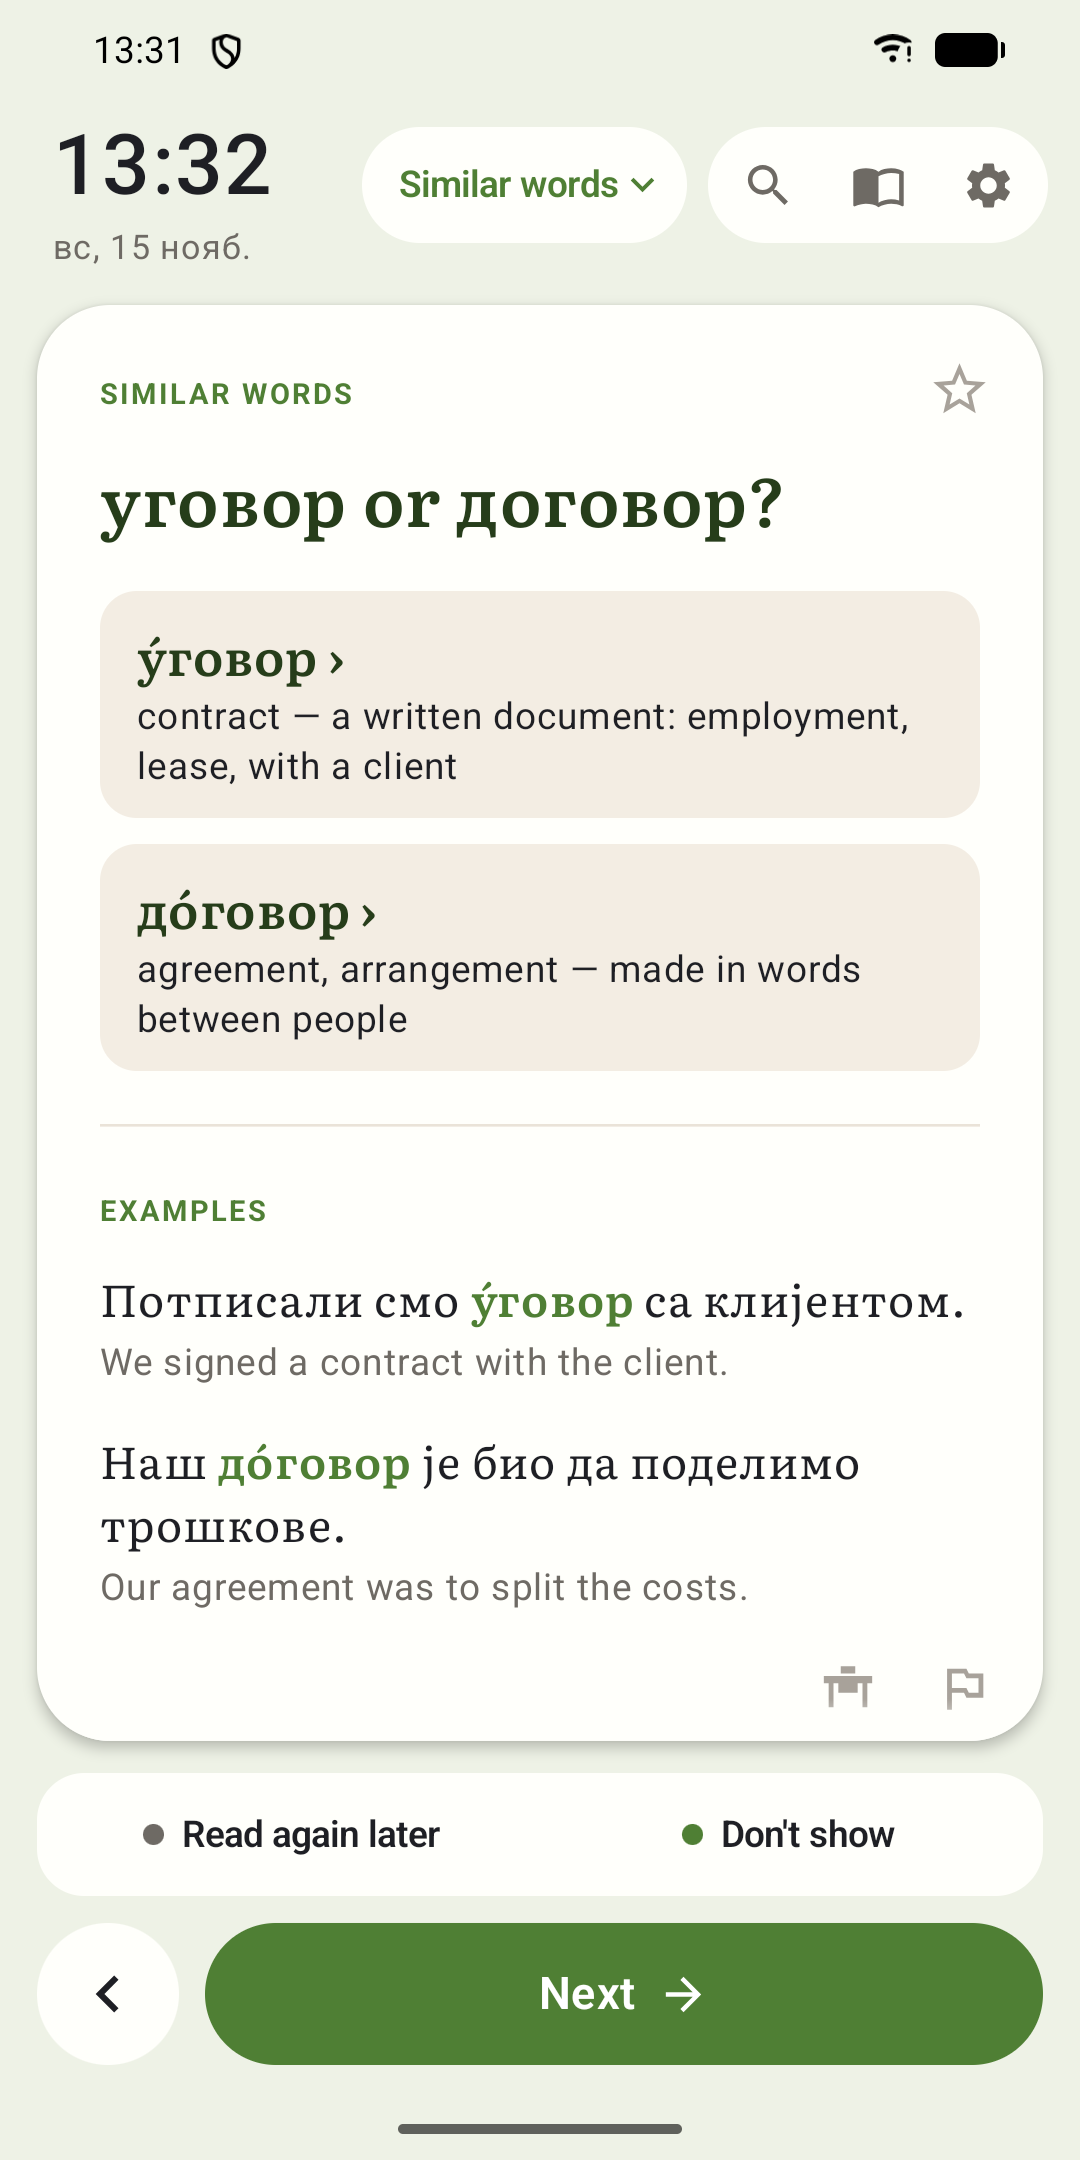 13:31
13:32
вс, 15 нояб.
Similar words
SIMILAR WORDS
уговор or договор?
у́говор ›
contract — a written document: employment,
lease, with a client
до́говор ›
agreement, arrangement — made in words
between people
EXAMPLES
Потписали смо у́говор са клијентом.
We signed a contract with the client.
Наш до́говор је био да поделимо
трошкове.
Our agreement was to split the costs.
Read again later
Don't show
Next →